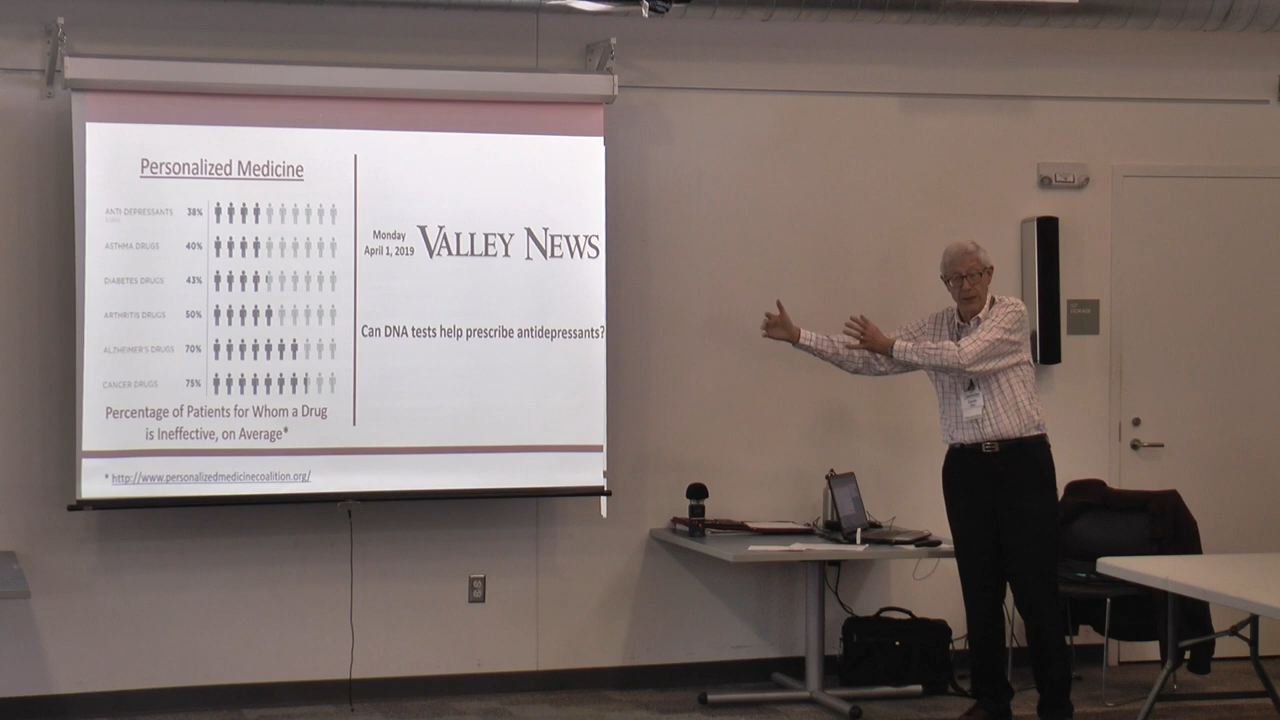 Personalized Medicine
ANTI-DEPRESSANTS 38%
ASTHMA DRUGS 40%
DIABETES DRUGS 43%
ARTHRITIS DRUGS 50%
ALZHEIMER'S DRUGS 70%
CANCER DRUGS 75%
Percentage of Patients for Whom a Drug
is Ineffective, on Average*
* http://www.personalizedmedicinecoalition.org/
Monday
April 1, 2019
VALLEY NEWS
Can DNA tests help prescribe antidepressants?